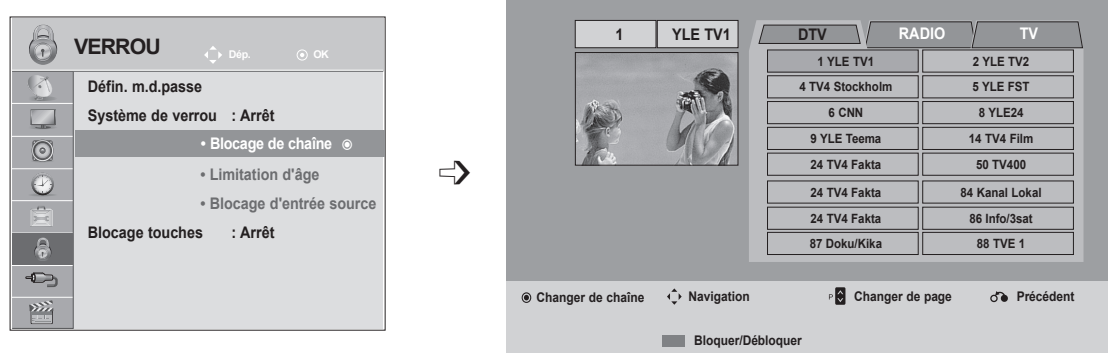 VERROU
Dép.
OK
Défin. m.d.passe
Système de verrou : Arrêt
• Blocage de chaîne
• Limitation d'âge
• Blocage d'entrée source
Blocage touches : Arrêt
1 YLE TV1
DTV RADIO TV
1 YLE TV1 2 YLE TV2
4 TV4 Stockholm 5 YLE FST
6 CNN 8 YLE24
9 YLE Teema 14 TV4 Film
24 TV4 Fakta 50 TV400
24 TV4 Fakta 84 Kanal Lokal
24 TV4 Fakta 86 Info/3sat
87 Doku/Kika 88 TVE 1
Changer de chaîne Navigation P Changer de page Précédent
Bloquer/Débloquer